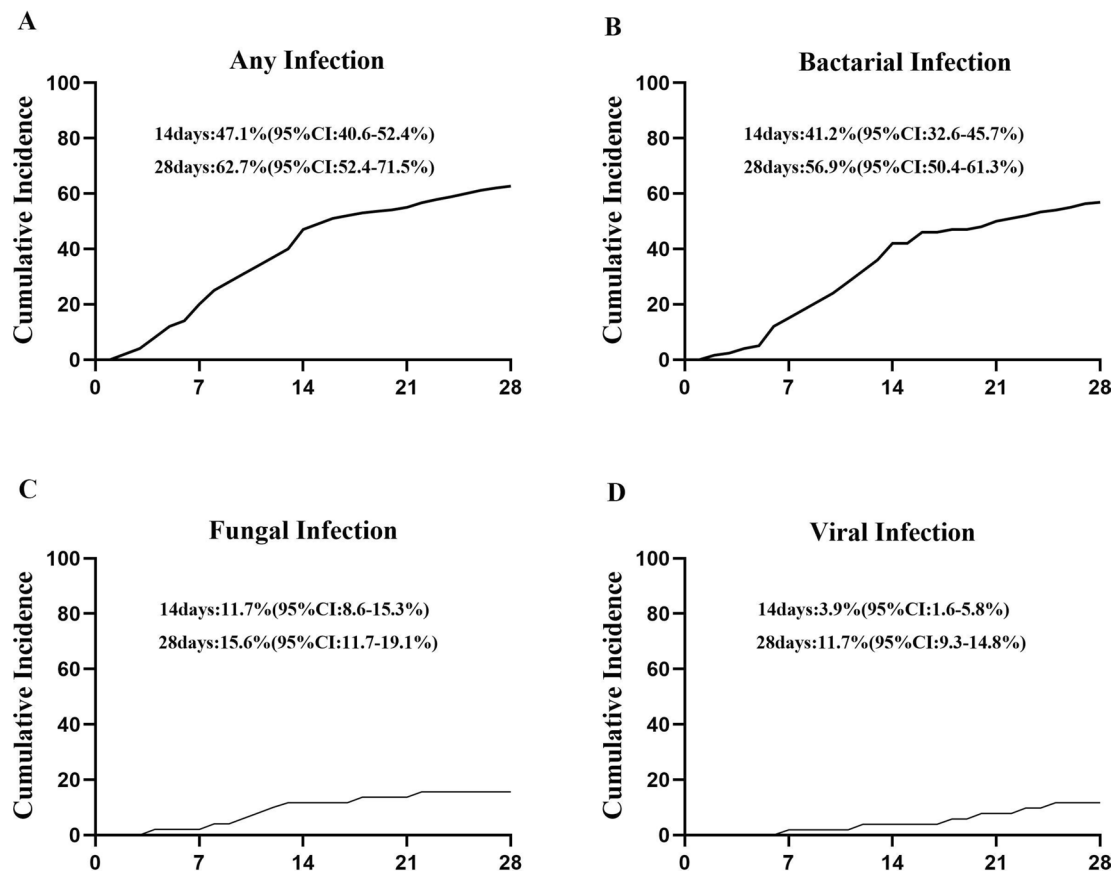 A
Any Infection
Cumulative Incidence
100
80
60
40
20
0
14days:47.1%(95%CI:40.6-52.4%)
28days:62.7%(95%CI:52.4-71.5%)
0 7 14 21 28
B
Bactarial Infection
Cumulative Incidence
100
80
60
40
20
0
14days:41.2%(95%CI:32.6-45.7%)
28days:56.9%(95%CI:50.4-61.3%)
0 7 14 21 28
C
Fungal Infection
Cumulative Incidence
100
80
60
40
20
0
14days:11.7%(95%CI:8.6-15.3%)
28days:15.6%(95%CI:11.7-19.1%)
0 7 14 21 28
D
Viral Infection
Cumulative Incidence
100
80
60
40
20
0
14days:3.9%(95%CI:1.6-5.8%)
28days:11.7%(95%CI:9.3-14.8%)
0 7 14 21 28